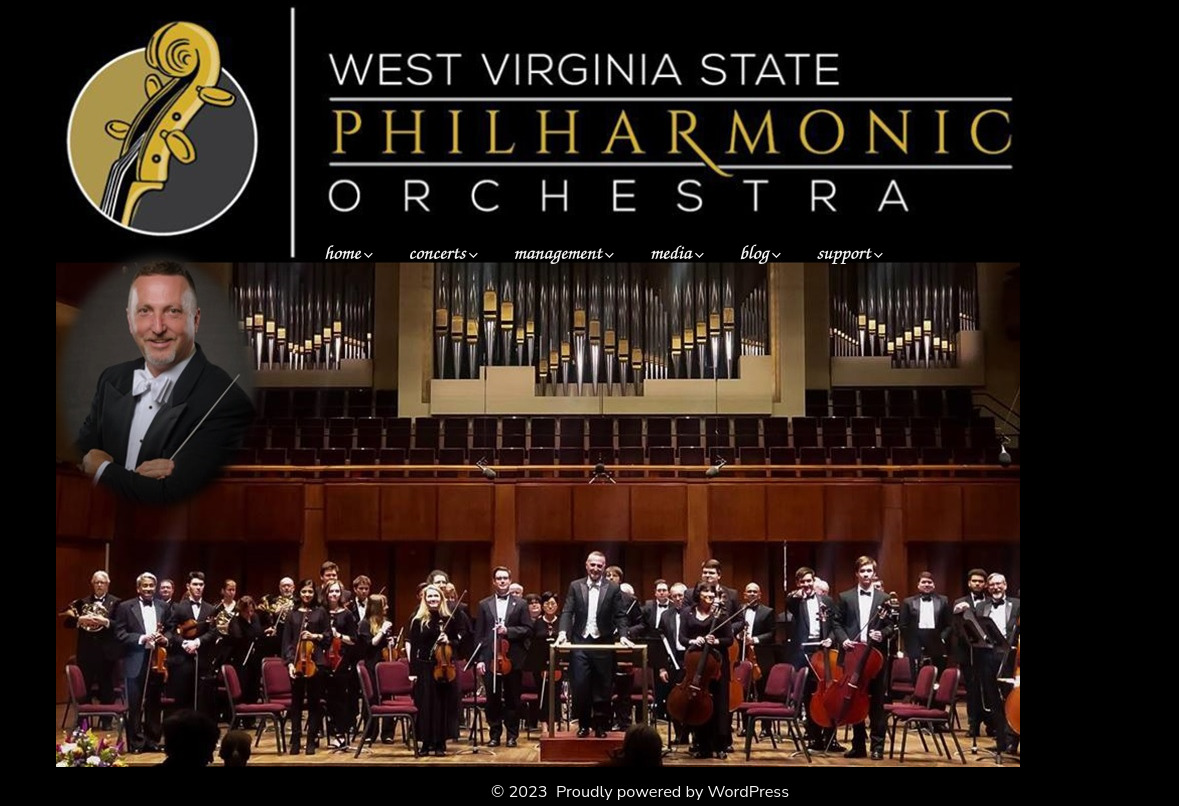 WEST VIRGINIA STATE
PHILHARMONIC
ORCHESTRA
home concerts management media blog support
© 2023 Proudly powered by WordPress